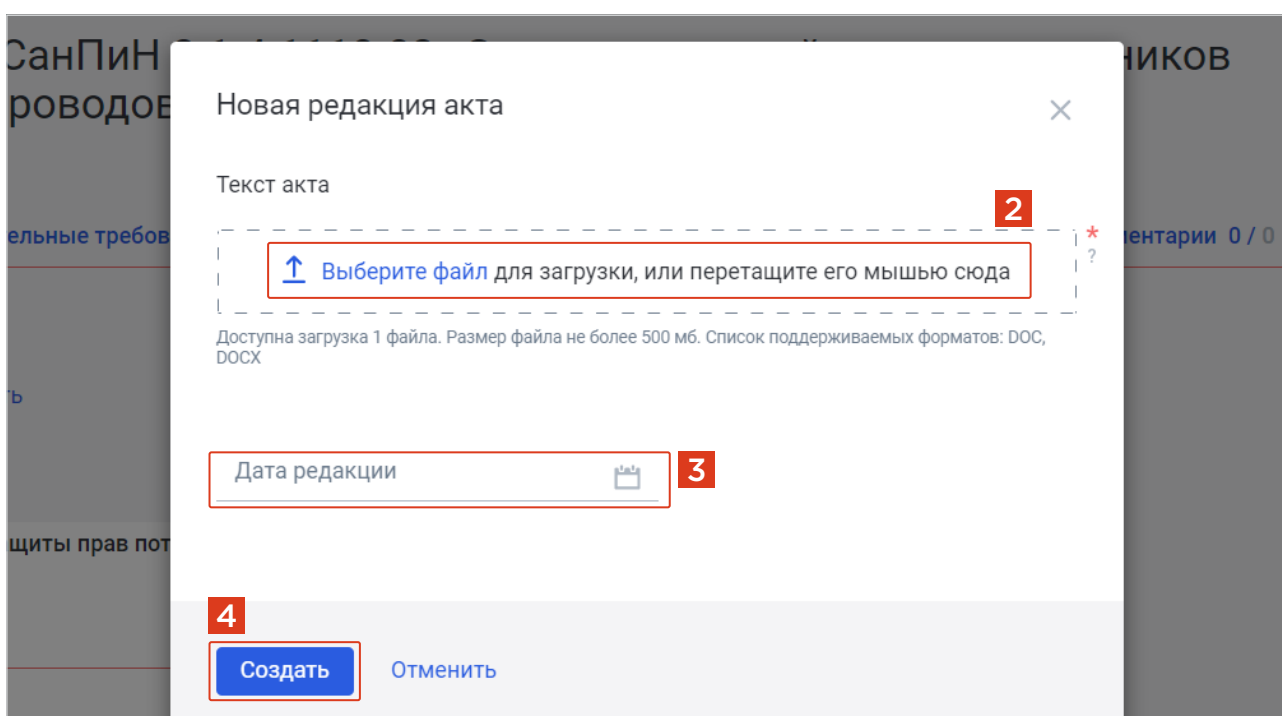 СанПиН
НИКОВ
роводов
Новая редакция акта
Текст акта
2
ельные требов
*
ентарии 0 / 0
Выберите файл для загрузки, или перетащите его мышью сюда
?
Доступна загрузка 1 файла. Размер файла не более 500 мб. Список поддерживаемых форматов: DOC,
DOCX
ть
Дата редакции
3
щиты прав пот
4
Создать
Отменить